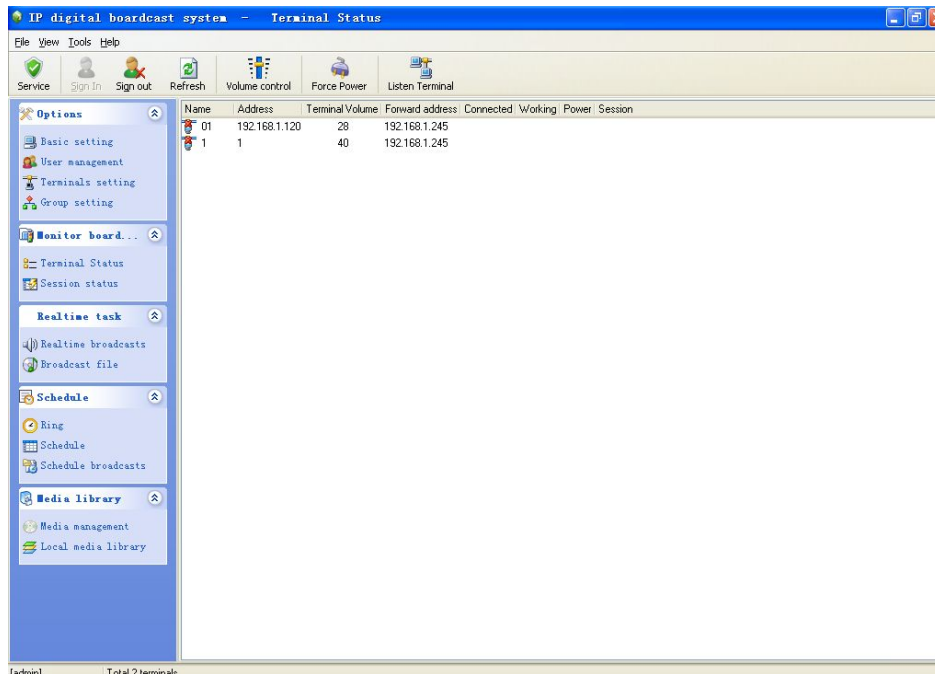 IP digital boardcast system - Terminal Status
File View Tools Help
Service Sign In Sign out Refresh Volume control Force Power Listen Terminal
Options
Basic setting
User management
Terminals setting
Group setting
Monitor board...
Terminal Status
Session status
Realtime task
Realtime broadcasts
Broadcast file
Schedule
Ring
Schedule
Schedule broadcasts
Media library
Media management
Local media library
Name Address Terminal Volume Forward address Connected Working Power Session
01 192.168.1.120 28 192.168.1.245
1 1 40 192.168.1.245
[admin] Total 2 terminals